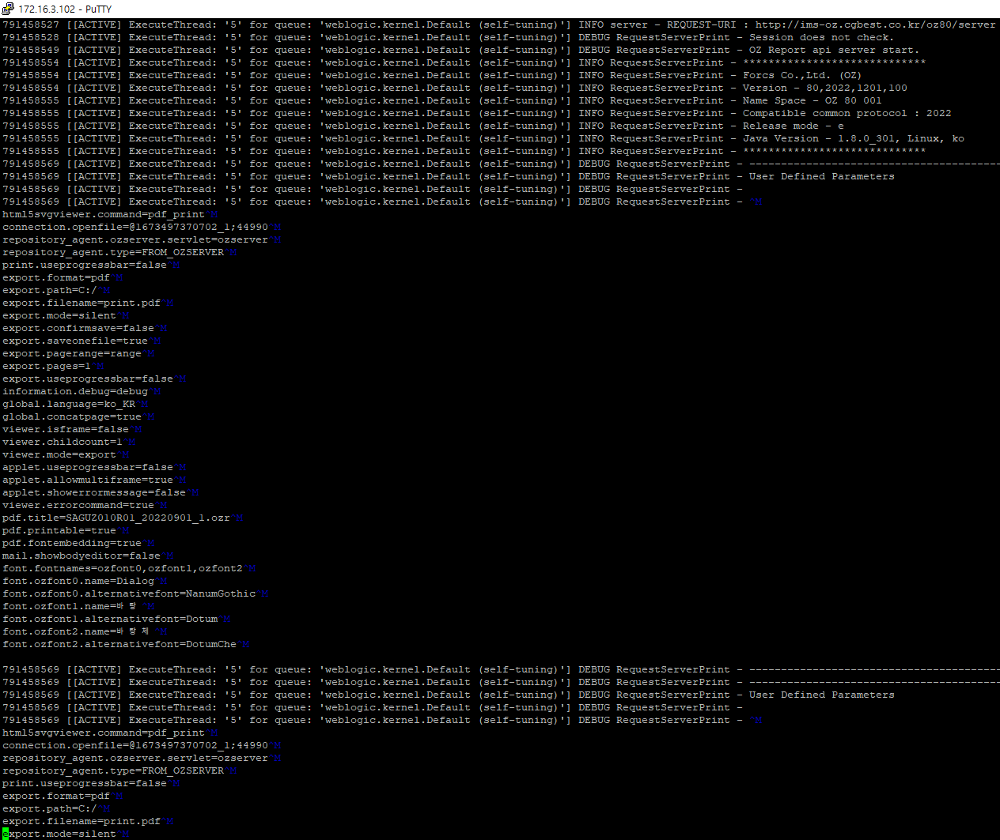 172.16.3.102 - PuTTY
791458527 [[ACTIVE] ExecuteThread: '5' for queue: 'weblogic.kernel.Default (self-tuning)'] INFO server - REQUEST-URI : http://ims-oz.cgbest.co.kr/oz80/server
791458528 [[ACTIVE] ExecuteThread: '5' for queue: 'weblogic.kernel.Default (self-tuning)'] DEBUG RequestServerPrint - Session does not check.
791458549 [[ACTIVE] ExecuteThread: '5' for queue: 'weblogic.kernel.Default (self-tuning)'] DEBUG RequestServerPrint - OZ Report api server start.
791458554 [[ACTIVE] ExecuteThread: '5' for queue: 'weblogic.kernel.Default (self-tuning)'] INFO RequestServerPrint - *****************************
791458554 [[ACTIVE] ExecuteThread: '5' for queue: 'weblogic.kernel.Default (self-tuning)'] INFO RequestServerPrint - Forcs Co.,Ltd. (OZ)
791458554 [[ACTIVE] ExecuteThread: '5' for queue: 'weblogic.kernel.Default (self-tuning)'] INFO RequestServerPrint - Version - 80,2022,1201,100
791458555 [[ACTIVE] ExecuteThread: '5' for queue: 'weblogic.kernel.Default (self-tuning)'] INFO RequestServerPrint - Name Space - OZ 80 001
791458555 [[ACTIVE] ExecuteThread: '5' for queue: 'weblogic.kernel.Default (self-tuning)'] INFO RequestServerPrint - Compatible common protocol : 2022
791458555 [[ACTIVE] ExecuteThread: '5' for queue: 'weblogic.kernel.Default (self-tuning)'] INFO RequestServerPrint - Release mode - e
791458555 [[ACTIVE] ExecuteThread: '5' for queue: 'weblogic.kernel.Default (self-tuning)'] INFO RequestServerPrint - Java Version - 1.8.0_301, Linux, ko
791458555 [[ACTIVE] ExecuteThread: '5' for queue: 'weblogic.kernel.Default (self-tuning)'] INFO RequestServerPrint - *****************************
791458569 [[ACTIVE] ExecuteThread: '5' for queue: 'weblogic.kernel.Default (self-tuning)'] DEBUG RequestServerPrint - ----------------------------------------
791458569 [[ACTIVE] ExecuteThread: '5' for queue: 'weblogic.kernel.Default (self-tuning)'] DEBUG RequestServerPrint - User Defined Parameters
791458569 [[ACTIVE] ExecuteThread: '5' for queue: 'weblogic.kernel.Default (self-tuning)'] DEBUG RequestServerPrint -
791458569 [[ACTIVE] ExecuteThread: '5' for queue: 'weblogic.kernel.Default (self-tuning)'] DEBUG RequestServerPrint - ^M
html5svgviewer.command=pdf_print^M
connection.openfile=@1673497370702_1;44990^M
repository_agent.ozserver.servlet=ozserver^M
repository_agent.type=FROM_OZSERVER^M
print.useprogressbar=false^M
export.format=pdf^M
export.path=C:/^M
export.filename=print.pdf^M
export.mode=silent^M
export.confirmsave=false^M
export.saveonefile=true^M
export.pagerange=range^M
export.pages=1^M
export.useprogressbar=false^M
information.debug=debug^M
global.language=ko_KR^M
global.concatpage=true^M
viewer.isframe=false^M
viewer.childcount=1^M
viewer.mode=export^M
applet.useprogressbar=false^M
applet.allowmultiframe=true^M
applet.showerrormessage=false^M
viewer.errorcommand=true^M
pdf.title=SAGUZ010R01_20220901_1.ozr^M
pdf.printable=true^M
pdf.fontembedding=true^M
mail.showbodyeditor=false^M
font.fontnames=ozfont0,ozfont1,ozfont2^M
font.ozfont0.name=Dialog^M
font.ozfont0.alternativefont=NanumGothic^M
font.ozfont1.name=바탕^M
font.ozfont1.alternativefont=Dotum^M
font.ozfont2.name=바탕체^M
font.ozfont2.alternativefont=DotumChe^M
791458569 [[ACTIVE] ExecuteThread: '5' for queue: 'weblogic.kernel.Default (self-tuning)'] DEBUG RequestServerPrint - ----------------------------------------
791458569 [[ACTIVE] ExecuteThread: '5' for queue: 'weblogic.kernel.Default (self-tuning)'] DEBUG RequestServerPrint - ----------------------------------------
791458569 [[ACTIVE] ExecuteThread: '5' for queue: 'weblogic.kernel.Default (self-tuning)'] DEBUG RequestServerPrint - User Defined Parameters
791458569 [[ACTIVE] ExecuteThread: '5' for queue: 'weblogic.kernel.Default (self-tuning)'] DEBUG RequestServerPrint -
791458569 [[ACTIVE] ExecuteThread: '5' for queue: 'weblogic.kernel.Default (self-tuning)'] DEBUG RequestServerPrint - ^M
html5svgviewer.command=pdf_print^M
connection.openfile=@1673497370702_1;44990^M
repository_agent.ozserver.servlet=ozserver^M
repository_agent.type=FROM_OZSERVER^M
print.useprogressbar=false^M
export.format=pdf^M
export.path=C:/^M
export.filename=print.pdf^M
export.mode=silent^M